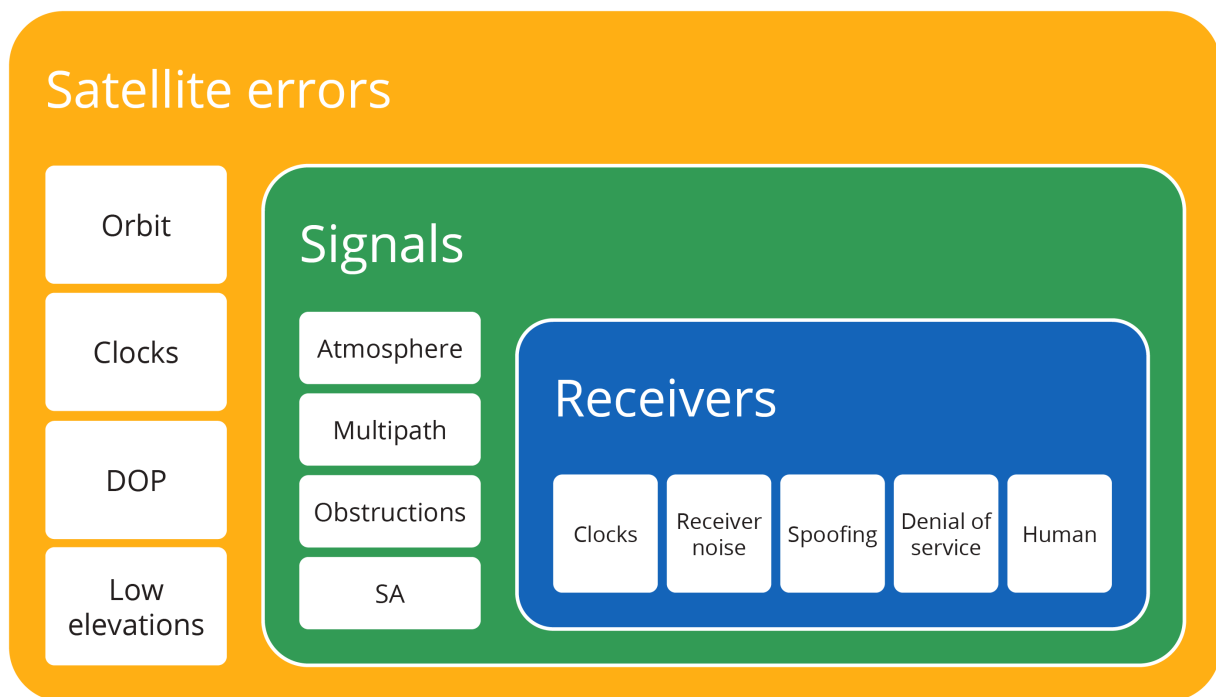 Satellite errors
Orbit
Clocks
DOP
Low
elevations
Signals
Atmosphere
Multipath
Obstructions
SA
Receivers
Clocks
Receiver
noise
Spoofing
Denial of
service
Human